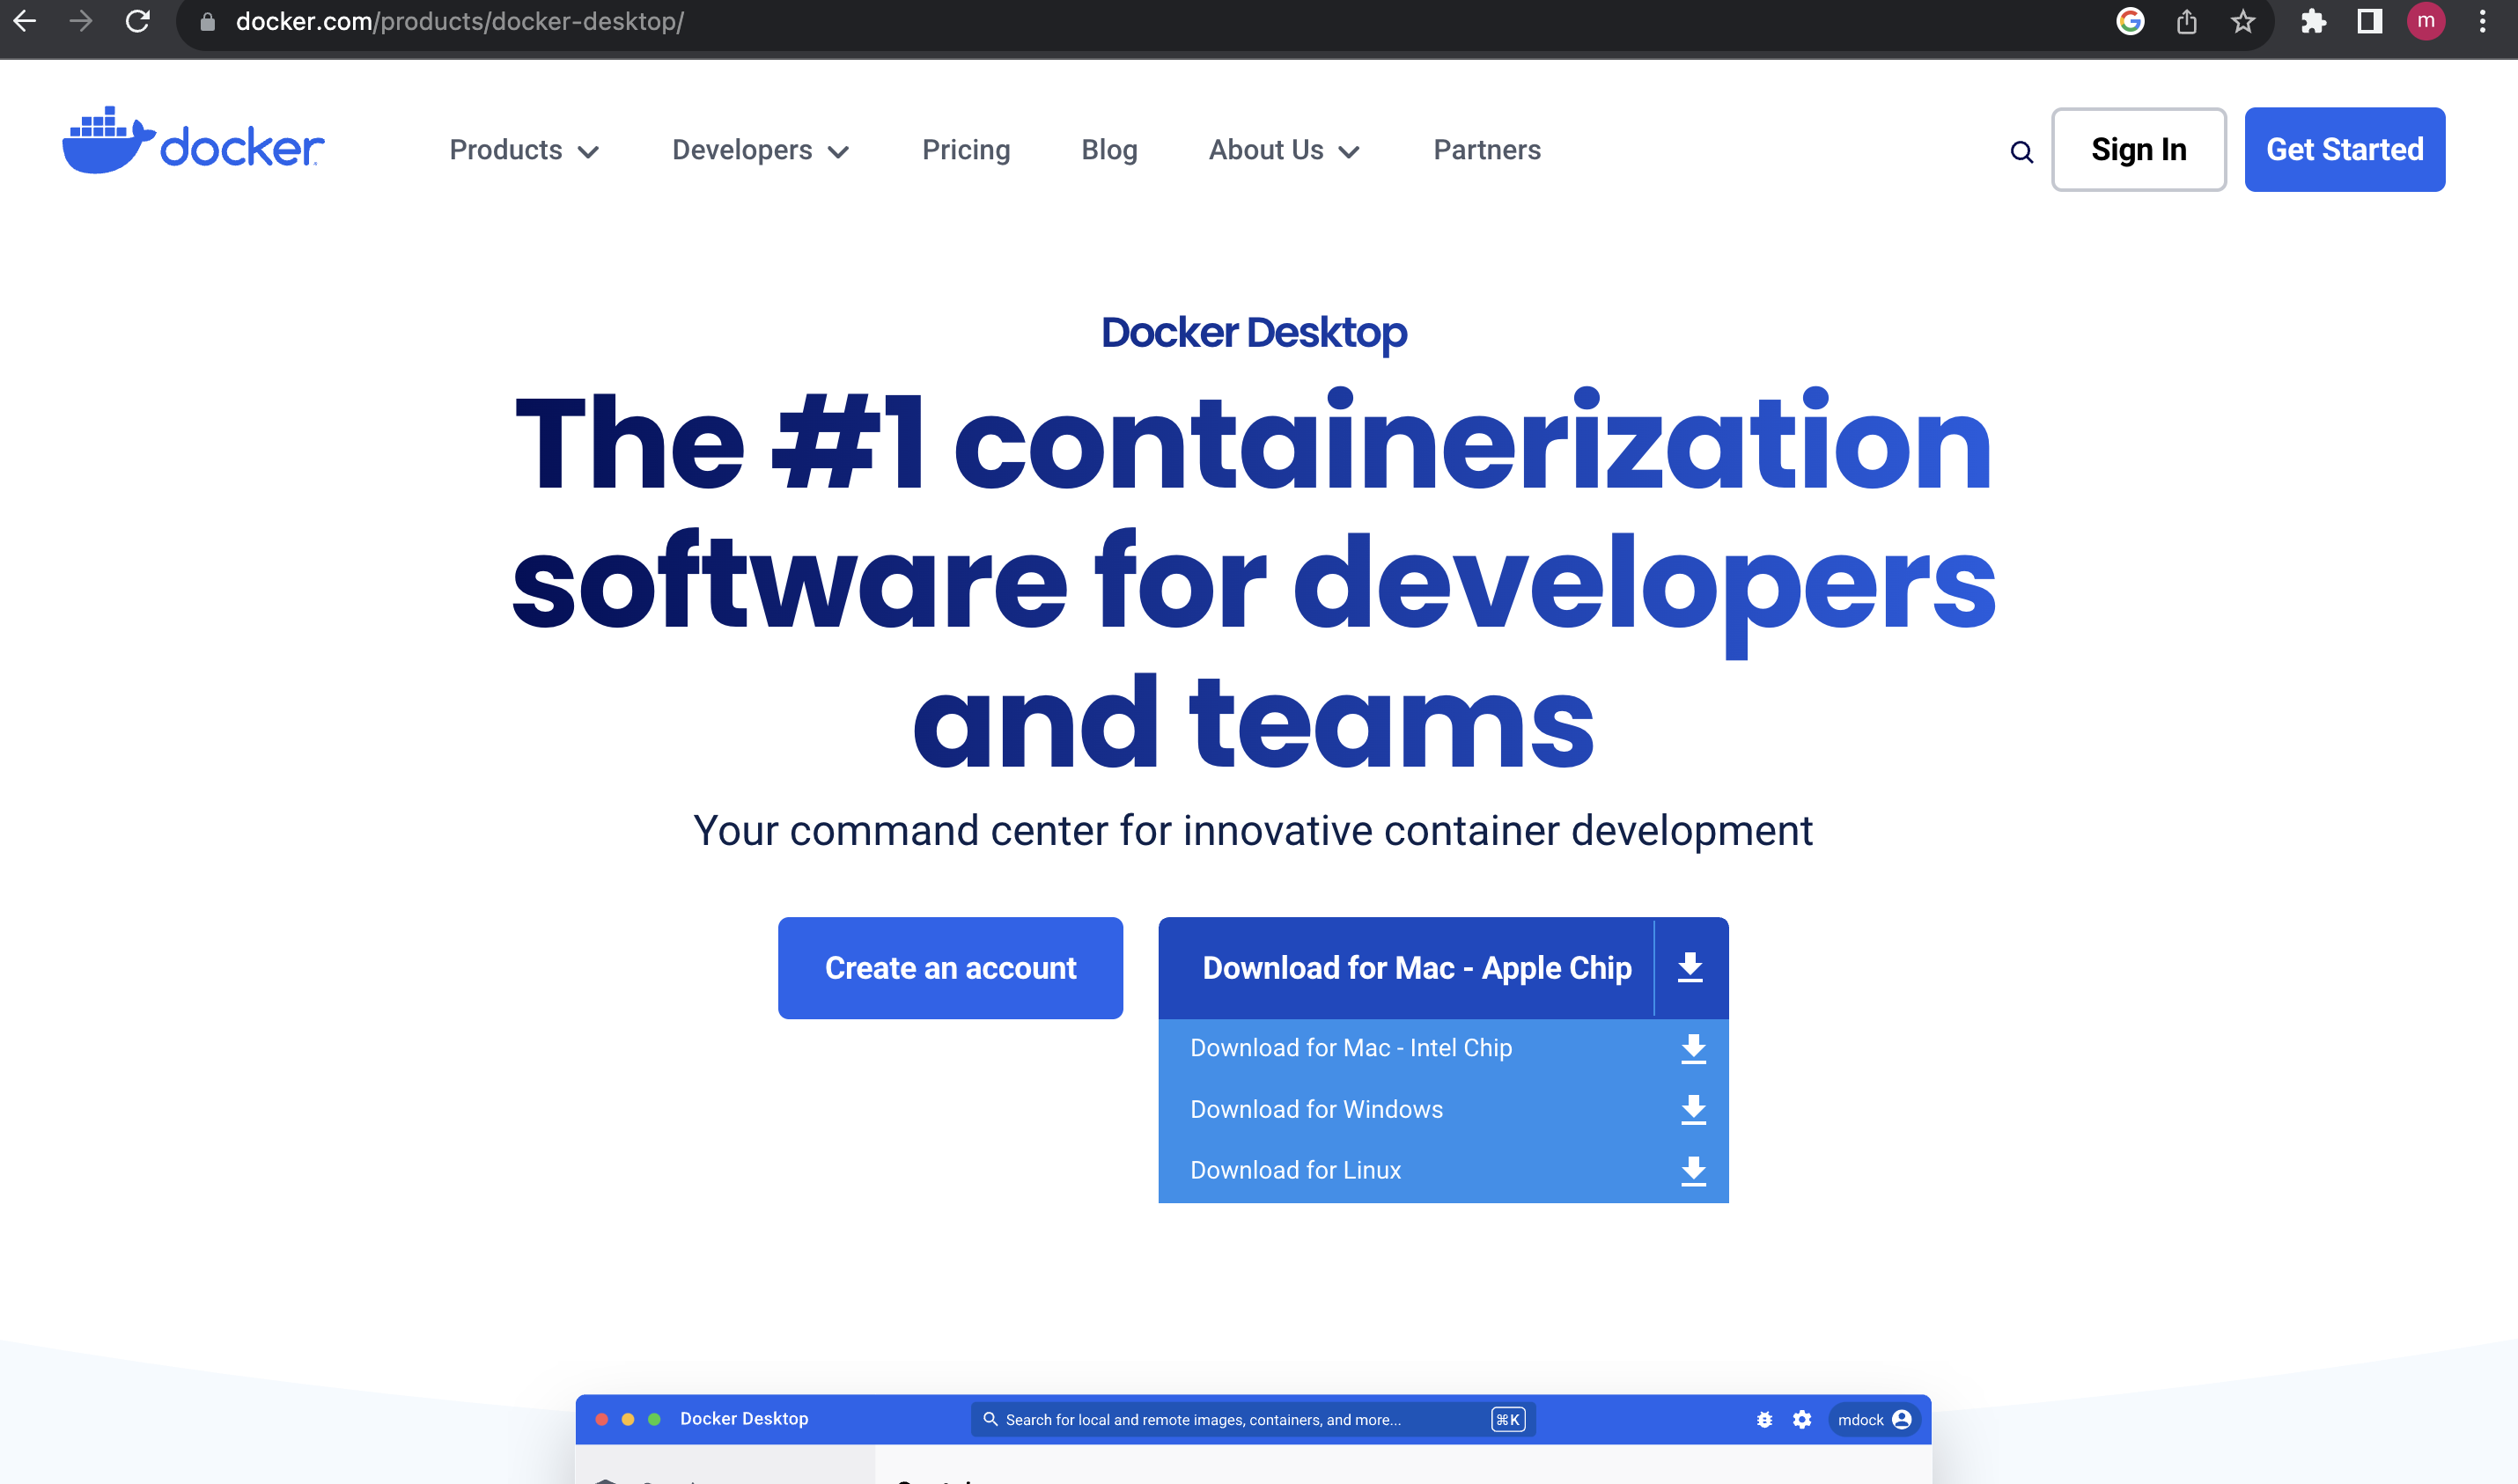 docker.com/products/docker-desktop/
m
docker
Products
Developers
Pricing
Blog
About Us
Partners
Sign In
Get Started
Docker Desktop
The #1 containerization
software for developers
and teams
Your command center for innovative container development
Create an account
Download for Mac - Apple Chip
Download for Mac - Intel Chip
Download for Windows
Download for Linux
Docker Desktop
Search for local and remote images, containers, and more...
⌘K
mdock